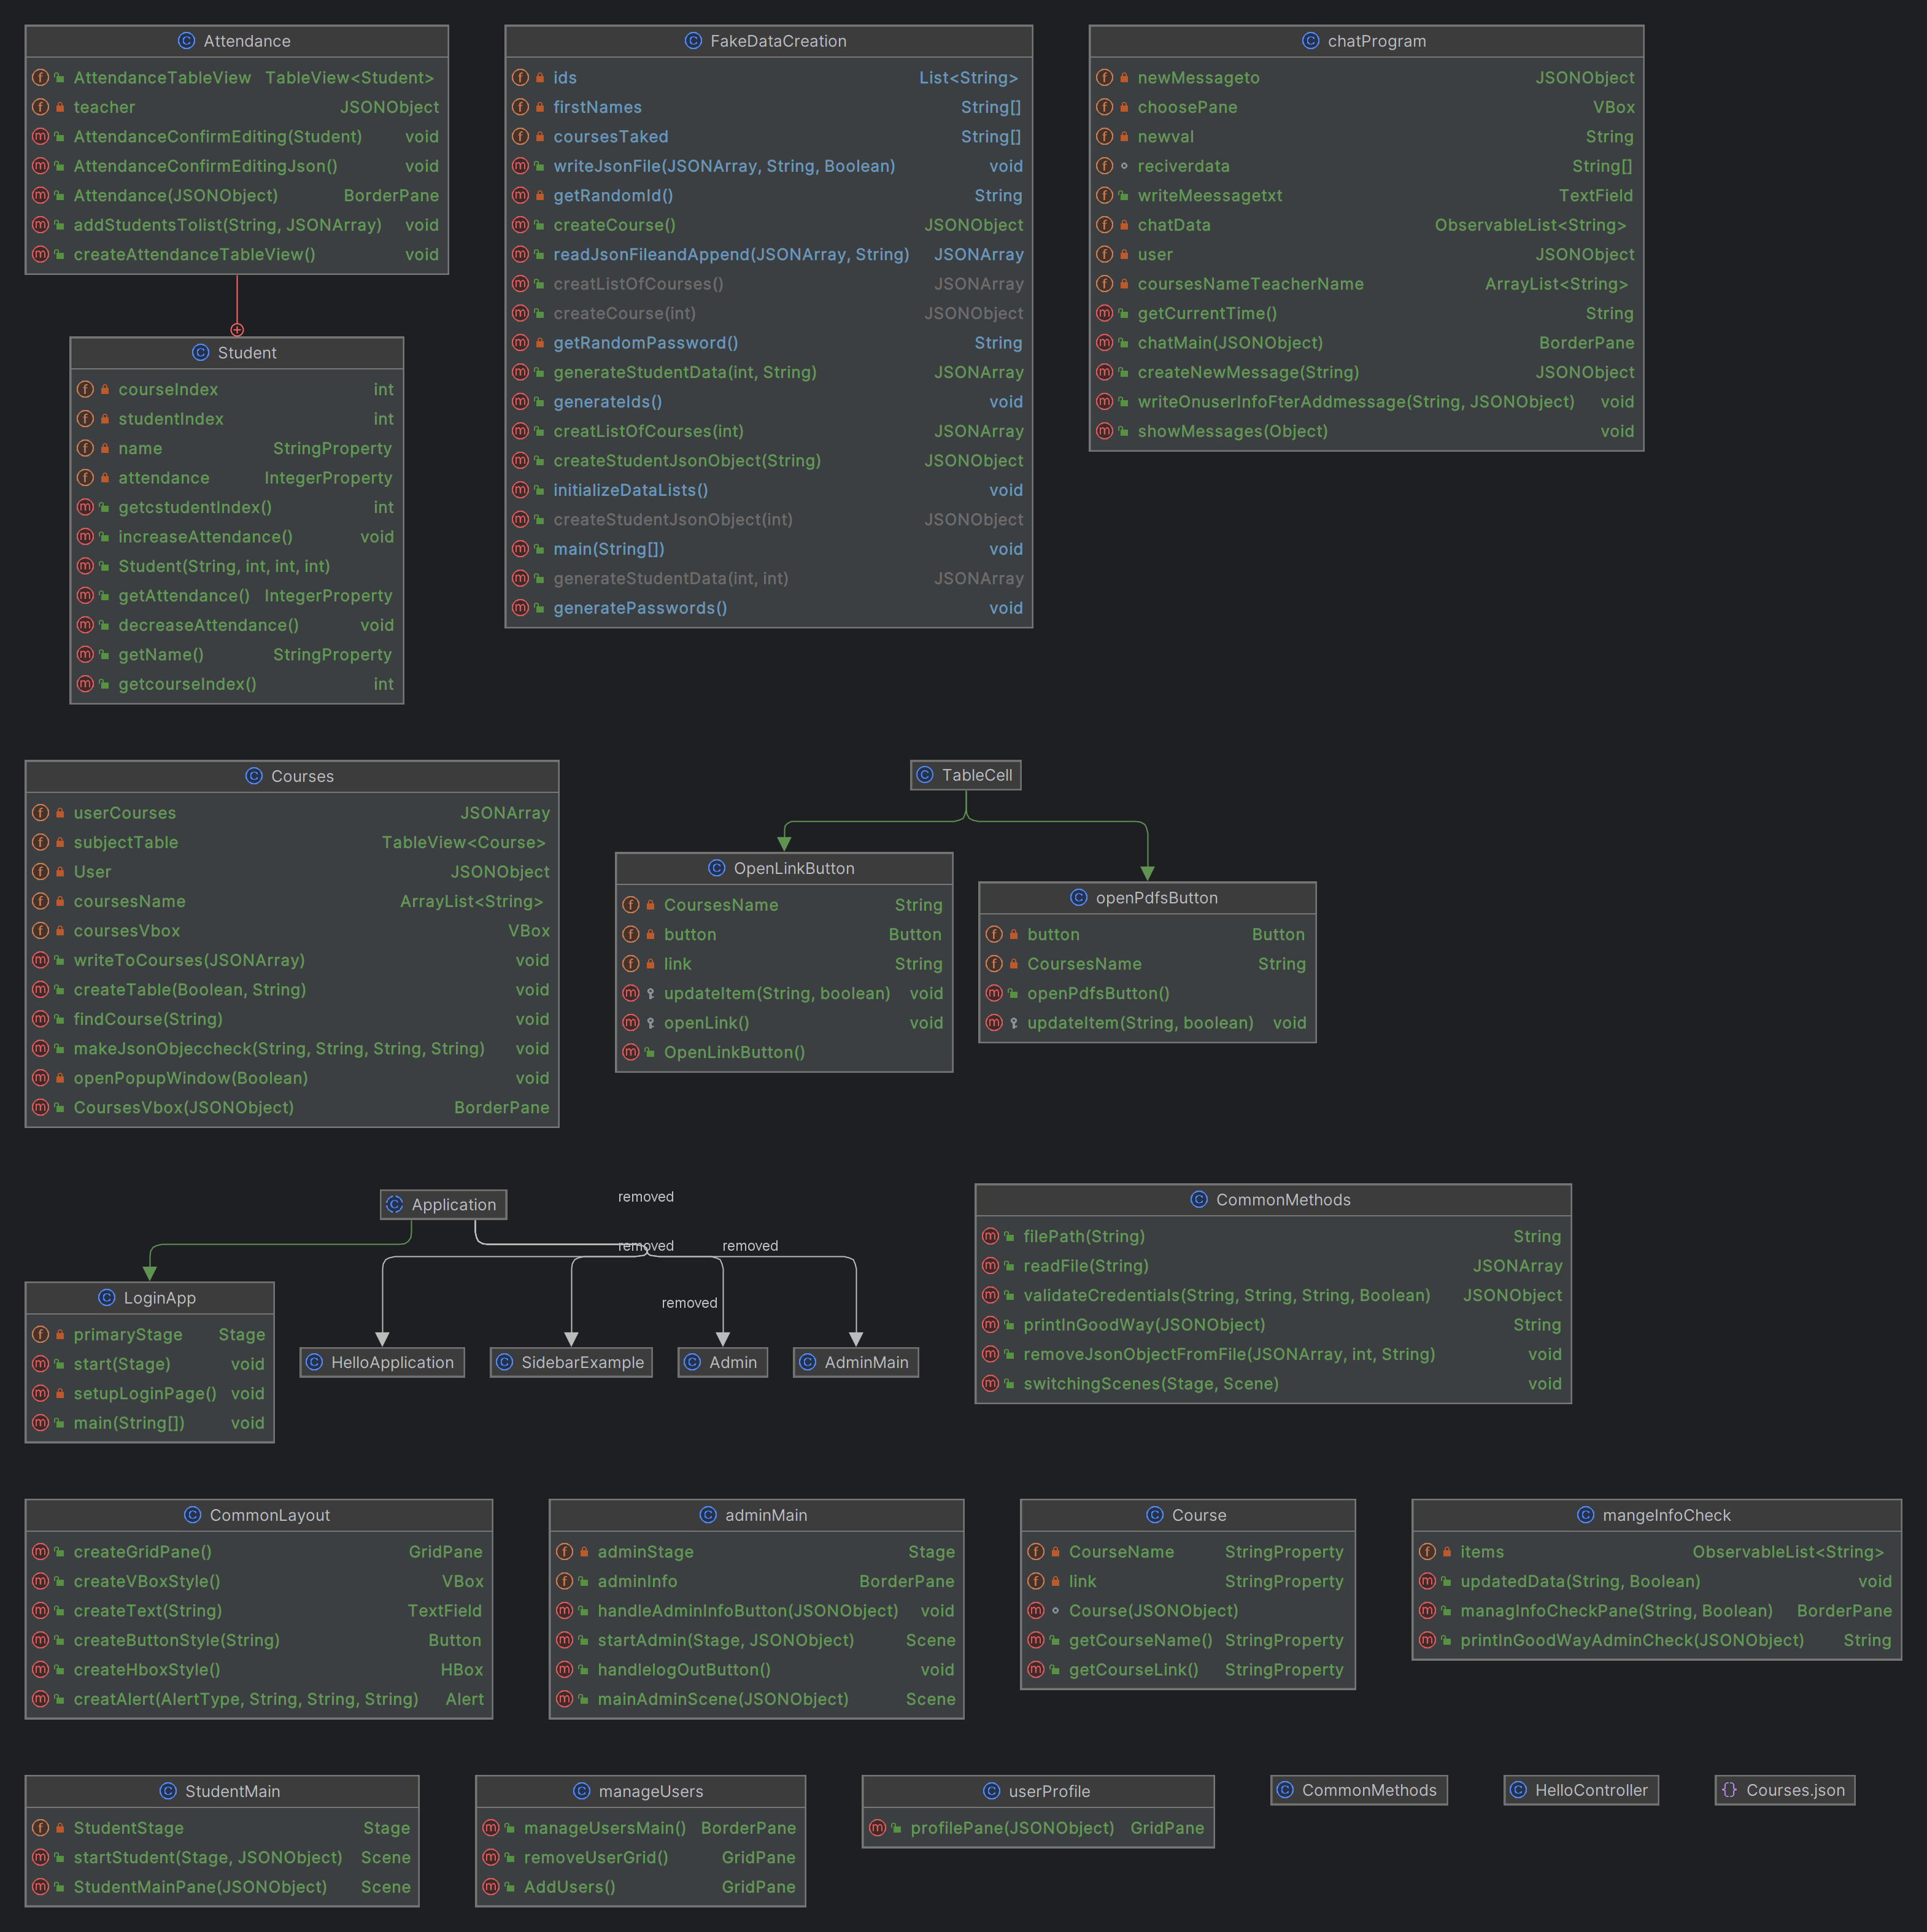 Attendance
AttendanceTableView TableView<Student>
teacher JSONObject
AttendanceConfirmEditing(Student) void
AttendanceConfirmEditingJson() void
Attendance(JSONObject) BorderPane
addStudentsTolist(String, JSONArray) void
createAttendanceTableView() void
Student
courseIndex int
studentIndex int
name StringProperty
attendance IntegerProperty
getcstudentIndex() int
increaseAttendance() void
Student(String, int, int, int)
getAttendance() IntegerProperty
decreaseAttendance() void
getName() StringProperty
getcourseIndex() int
FakeDataCreation
ids List<String>
firstNames String[]
coursesTaked String[]
writeJsonFile(JSONArray, String, Boolean) void
getRandomId() String
createCourse() JSONObject
readJsonFileandAppend(JSONArray, String) JSONArray
creatListOfCourses() JSONArray
createCourse(int) JSONObject
getRandomPassword() String
generateStudentData(int, String) JSONArray
generateIds() void
creatListOfCourses(int) JSONArray
createStudentJsonObject(String) JSONObject
initializeDataLists() void
createStudentJsonObject(int) JSONObject
main(String[]) void
generateStudentData(int, int) JSONArray
generatePasswords() void
chatProgram
newMessageto JSONObject
choosePane VBox
newval String
reciverdata String[]
writeMeessagetxt TextField
chatData ObservableList<String>
user JSONObject
coursesNameTeacherName ArrayList<String>
getCurrentTime() String
chatMain(JSONObject) BorderPane
createNewMessage(String) JSONObject
writeOnuserInfoFterAddmessage(String, JSONObject) void
showMessages(Object) void
Courses
userCourses JSONArray
subjectTable TableView<Course>
User JSONObject
coursesName ArrayList<String>
coursesVbox VBox
writeToCourses(JSONArray) void
createTable(Boolean, String) void
findCourse(String) void
makeJsonObjeccheck(String, String, String, String) void
openPopupWindow(Boolean) void
CoursesVbox(JSONObject) BorderPane
TableCell
OpenLinkButton
CoursesName String
button Button
link String
updateItem(String, boolean) void
openLink() void
OpenLinkButton()
openPdfsButton
button Button
CoursesName String
openPdfsButton()
updateItem(String, boolean) void
Application
removed
removed
removed
removed
LoginApp
primaryStage Stage
start(Stage) void
setupLoginPage() void
main(String[]) void
HelloApplication
SidebarExample
Admin
AdminMain
CommonMethods
filePath(String) String
readFile(String) JSONArray
validateCredentials(String, String, String, Boolean) JSONObject
printInGoodWay(JSONObject) String
removeJsonObjectFromFile(JSONArray, int, String) void
switchingScenes(Stage, Scene) void
CommonLayout
createGridPane() GridPane
createVBoxStyle() VBox
createText(String) TextField
createButtonStyle(String) Button
createHboxStyle() HBox
creatAlert(AlertType, String, String, String) Alert
adminMain
adminStage Stage
adminInfo BorderPane
handleAdminInfoButton(JSONObject) void
startAdmin(Stage, JSONObject) Scene
handlelogOutButton() void
mainAdminScene(JSONObject) Scene
Course
CourseName StringProperty
link StringProperty
Course(JSONObject)
getCourseName() StringProperty
getCourseLink() StringProperty
mangeInfoCheck
items ObservableList<String>
updatedData(String, Boolean) void
managInfoCheckPane(String, Boolean) BorderPane
printInGoodWayAdminCheck(JSONObject) String
StudentMain
StudentStage Stage
startStudent(Stage, JSONObject) Scene
StudentMainPane(JSONObject) Scene
manageUsers
manageUsersMain() BorderPane
removeUserGrid() GridPane
AddUsers() GridPane
userProfile
profilePane(JSONObject) GridPane
CommonMethods
HelloController
Courses.json